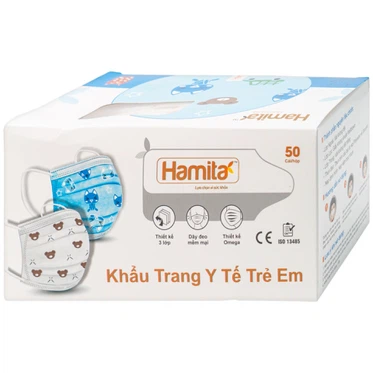 Hamita
50
Cái/hộp
Hamita
Thiết kế
3 lớp
Dây đeo
mềm mại
Thiết kế
Omega
CE
ISO 13485
Khẩu Trang Y Tế Trẻ Em